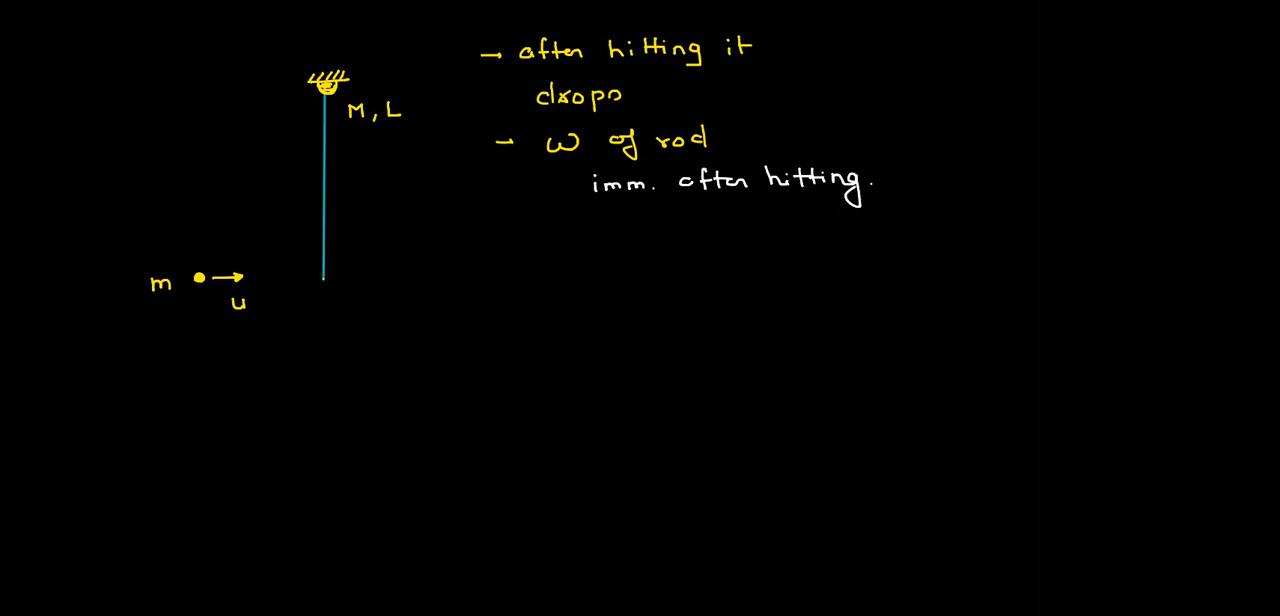 → after hitting it
drops
M, L
→ ω of rod
imm. after hitting.
m
u